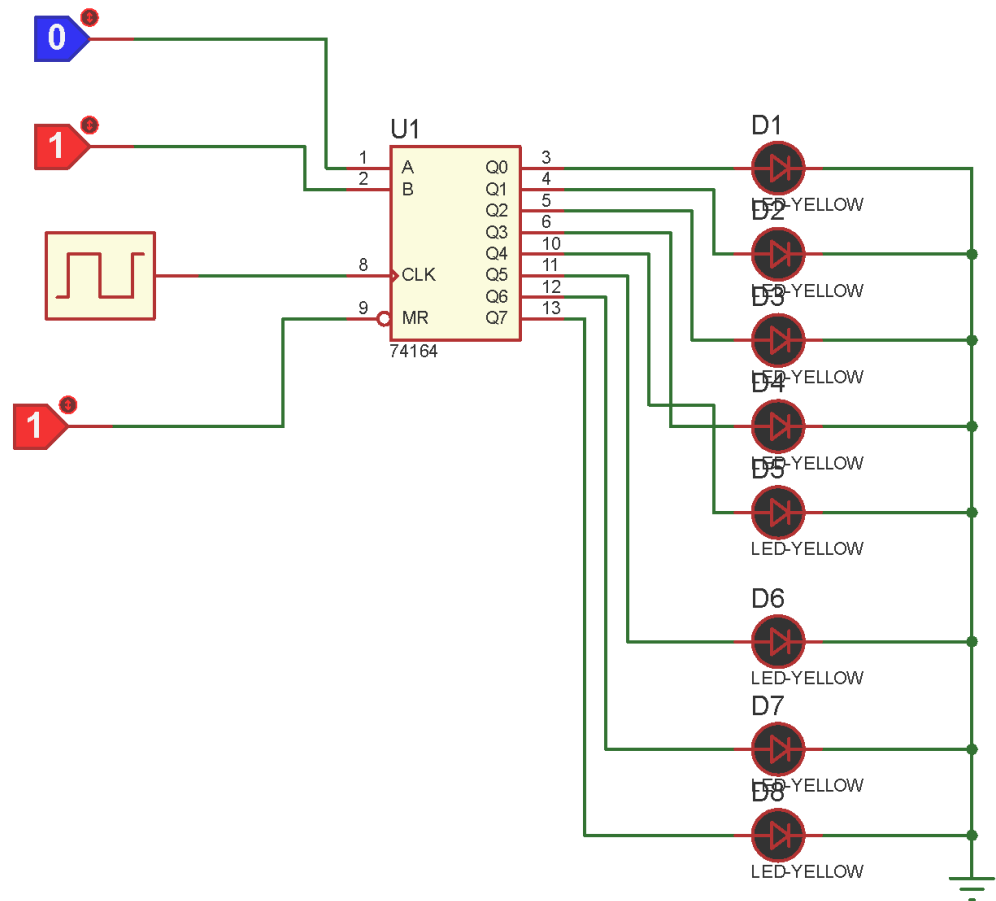 0
1
U1
1 A Q0 3
2 B Q1 4
Q2 5
Q3 6
Q4 10
8 CLK Q5 11
Q6 12
9 MR Q7 13
74164
1
D1
LED-YELLOW
D2
LED-YELLOW
D3
LED-YELLOW
D4
LED-YELLOW
D5
LED-YELLOW
D6
LED-YELLOW
D7
LED-YELLOW
D8
LED-YELLOW